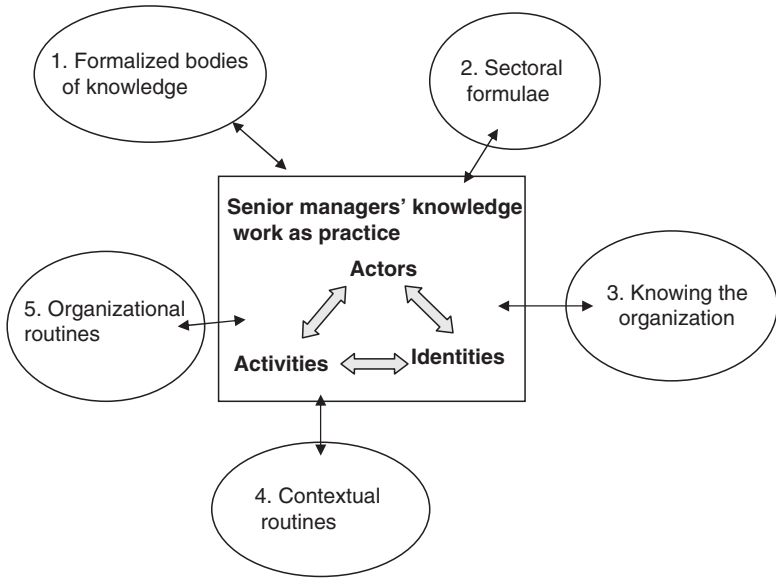 1. Formalized bodies
of knowledge
2. Sectoral
formulae
Senior managers’ knowledge
work as practice
Actors
Activities
Identities
3. Knowing the
organization
4. Contextual
routines
5. Organizational
routines